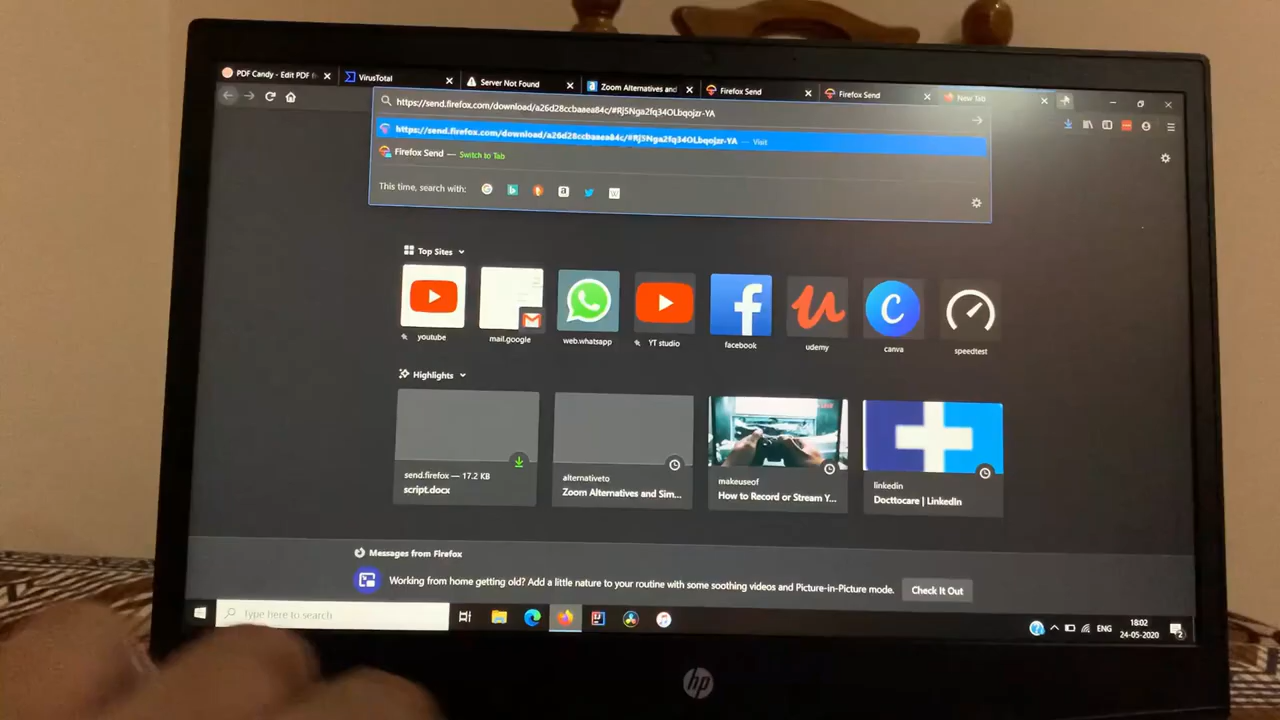 PDF Candy - Edit PDF
VirusTotal
Server Not Found
Zoom Alternatives and
Firefox Send
Firefox Send
New Tab
https://send.firefox.com/download/a26d28ccbaaea84c/#Rj5Nga2fq34OLbqojzr-YA
https://send.firefox.com/download/a26d28ccbaaea84c/#Rj5Nga2fq34OLbqojzr-YA — Visit
Firefox Send — Switch to Tab
This time, search with:
Top Sites
youtube
mail.google
web.whatsapp
YT studio
facebook
udemy
canva
speedtest
Highlights
send.firefox — 17.2 KB
script.docx
alternativeto
Zoom Alternatives and Sim...
makeuseof
How to Record or Stream Y...
linkedin
Docttocare | LinkedIn
Messages from Firefox
Working from home getting old? Add a little nature to your routine with some soothing videos and Picture-in-Picture mode.
Check It Out
Type here to search
ENG
18:02
24-05-2020
2
hp